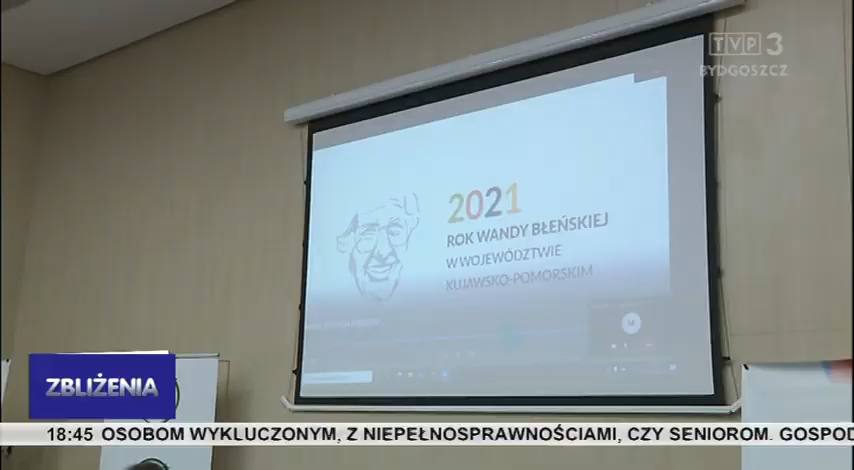 TVP3
BYDGOSZCZ
2021
ROK WANDY BŁEŃSKIEJ
W WOJEWÓDZTWIE
KUJAWSKO-POMORSKIM
M
ZBLIŻENIA
18:45 OSOBOM WYKLUCZONYM, Z NIEPEŁNOSPRAWNOŚCIAMI, CZY SENIOROM. GOSPOD